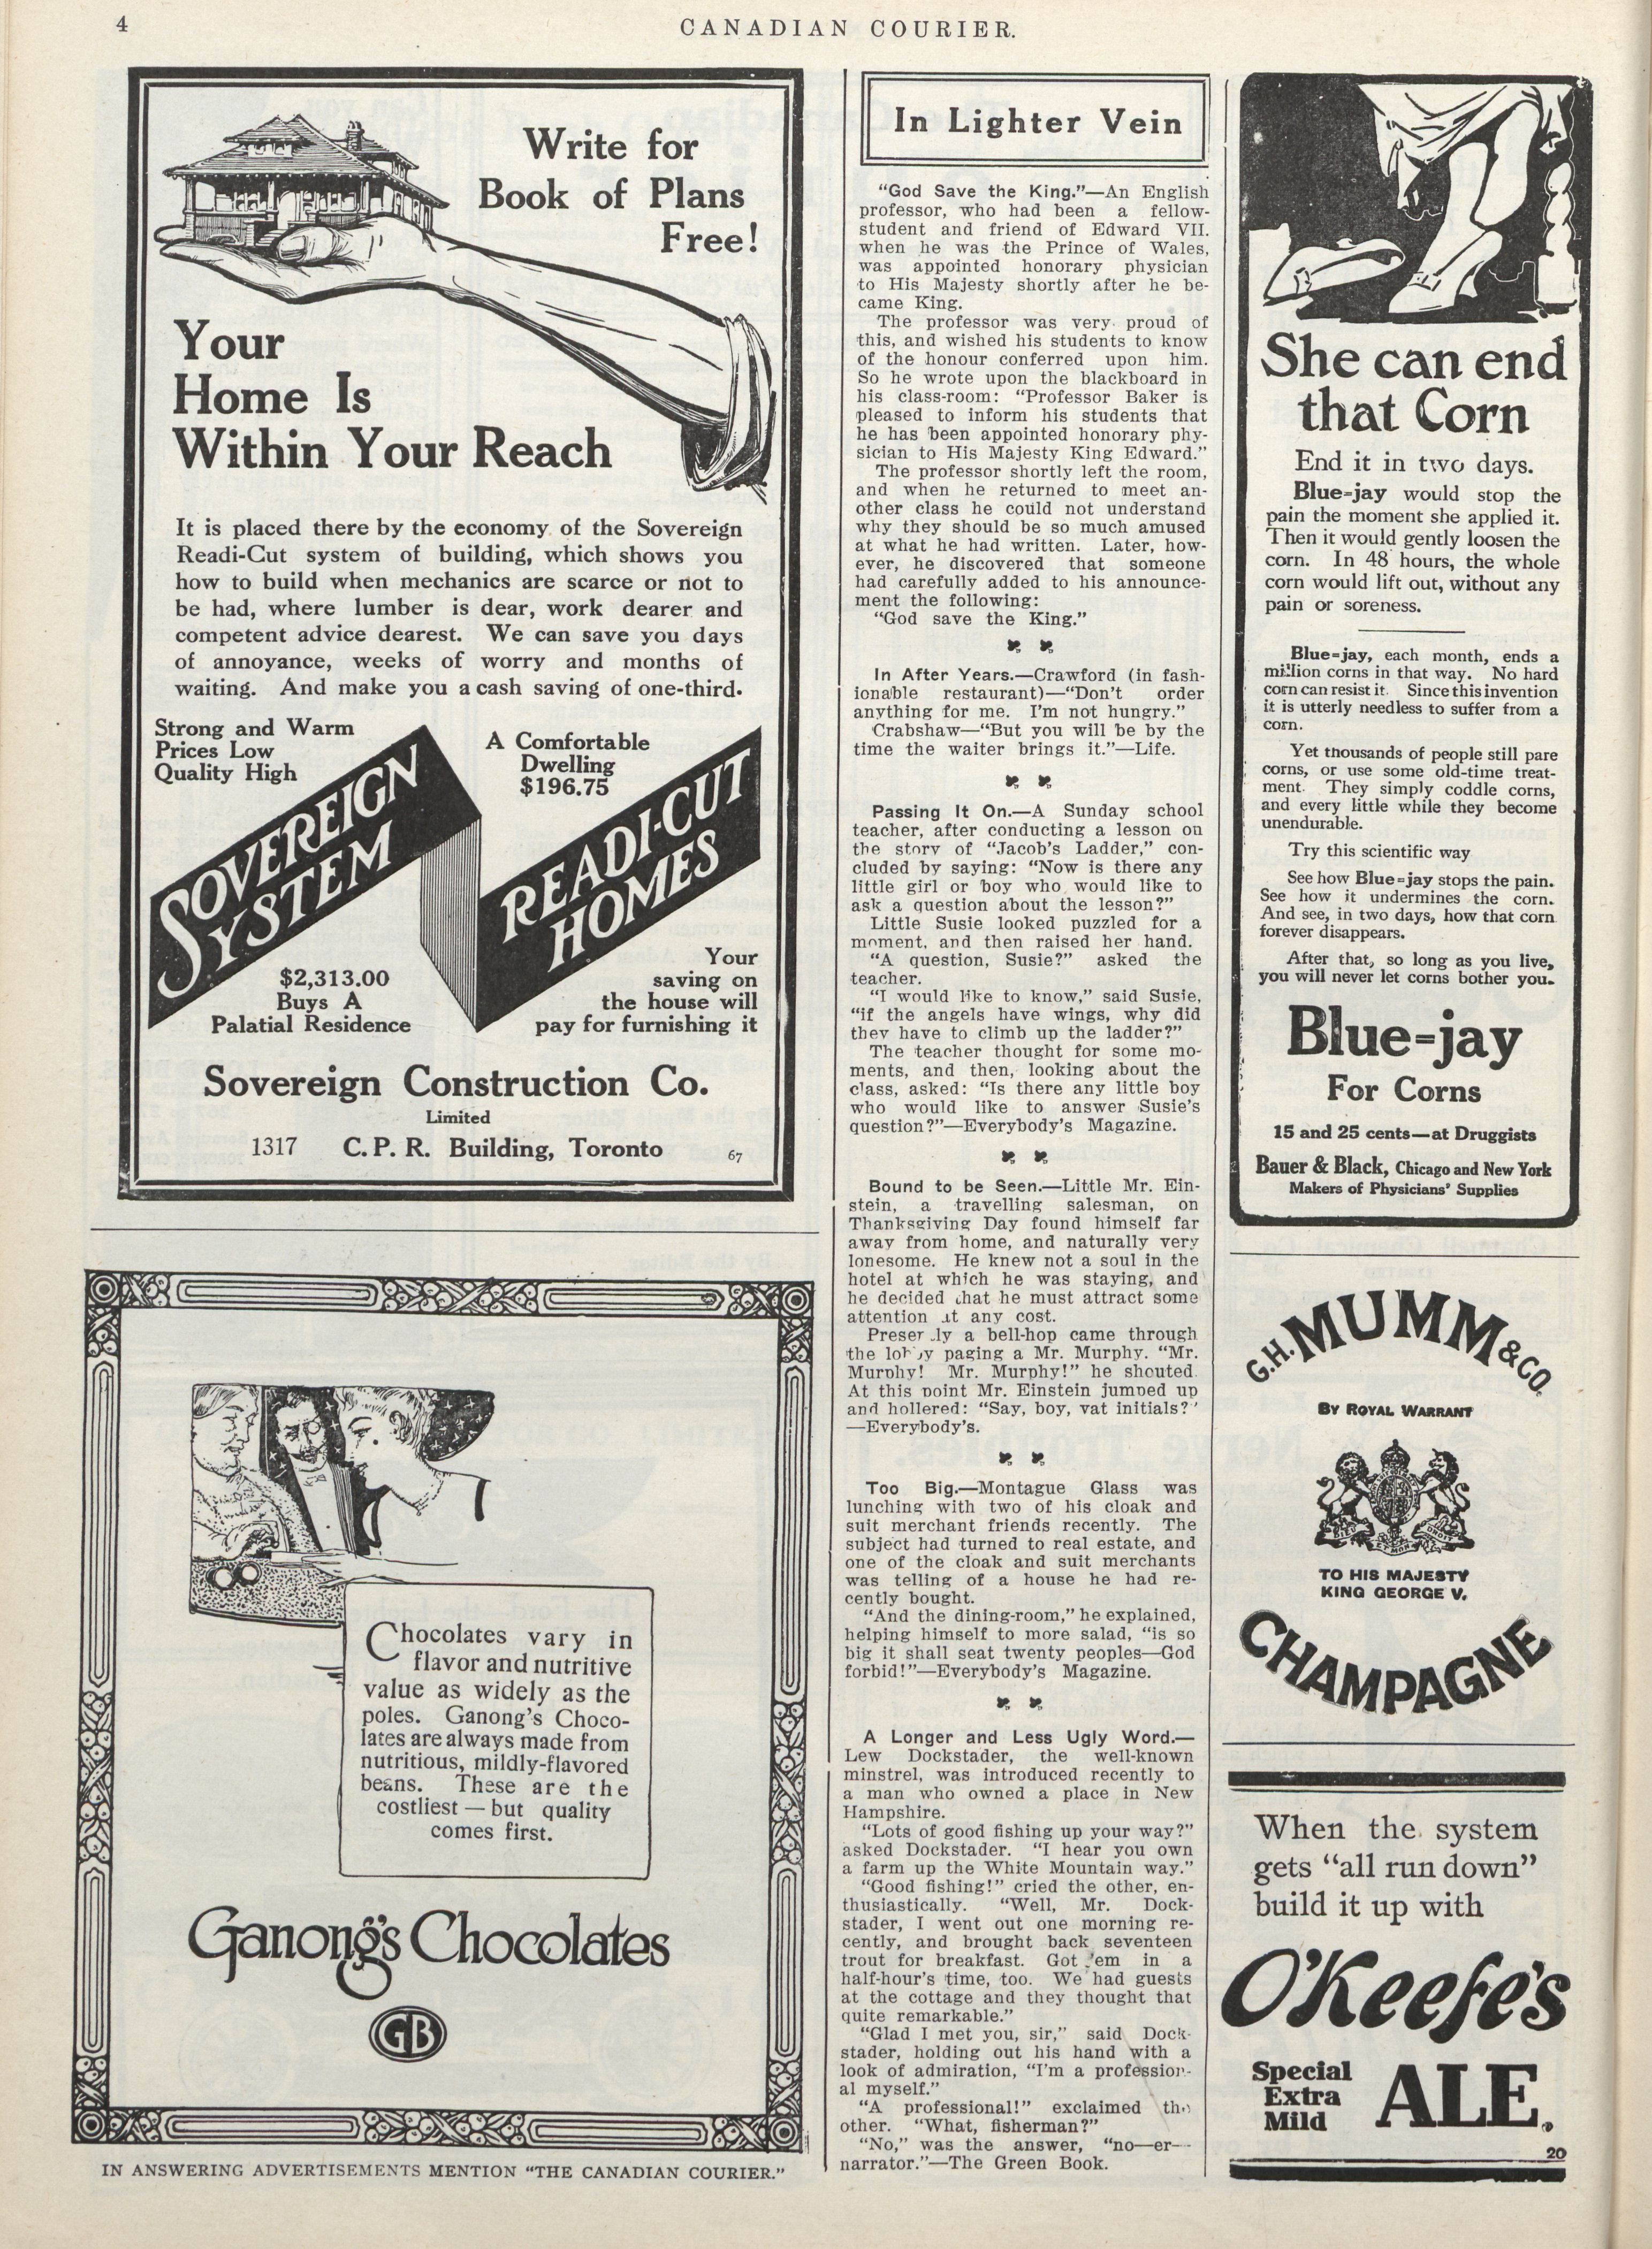 4
CANADIAN COURIER.
Write for
Book of Plans
Free!
Your
Home Is
Within Your Reach
It is placed there by the economy of the Sovereign
Readi-Cut system of building, which shows you
how to build when mechanics are scarce or not to
be had, where lumber is dear, work dearer and
competent advice dearest. We can save you days
of annoyance, weeks of worry and months of
waiting. And make you a cash saving of one-third.
Strong and Warm
Prices Low
Quality High
A Comfortable
Dwelling
$196.75
SOVEREIGN
SYSTEM
READI-CUT
HOMES
$2,313.00
Buys A
Palatial Residence
Your
saving on
the house will
pay for furnishing it
Sovereign Construction Co.
Limited
1317 C. P. R. Building, Toronto 67
Chocolates vary in
flavor and nutritive
value as widely as the
poles. Ganong's Choco-
lates are always made from
nutritious, mildly-flavored
beans. These are the
costliest — but quality
comes first.
Ganong's Chocolates
GB
IN ANSWERING ADVERTISEMENTS MENTION "THE CANADIAN COURIER."
In Lighter Vein
"God Save the King."—An English
professor, who had been a fellow-
student and friend of Edward VII.
when he was the Prince of Wales,
was appointed honorary physician
to His Majesty shortly after he be-
came King.
The professor was very proud of
this, and wished his students to know
of the honour conferred upon him.
So he wrote upon the blackboard in
his class-room: "Professor Baker is
pleased to inform his students that
he has been appointed honorary phy-
sician to His Majesty King Edward."
The professor shortly left the room,
and when he returned to meet an-
other class he could not understand
why they should be so much amused
at what he had written. Later, how-
ever, he discovered that someone
had carefully added to his announce-
ment the following:
"God save the King."
In After Years.—Crawford (in fash-
ionable restaurant)—"Don't order
anything for me. I'm not hungry."
Crabshaw—"But you will be by the
time the waiter brings it."—Life.
Passing It On.—A Sunday school
teacher, after conducting a lesson on
the story of "Jacob's Ladder," con-
cluded by saying: "Now is there any
little girl or boy who would like to
ask a question about the lesson?"
Little Susie looked puzzled for a
moment, and then raised her hand.
"A question, Susie?" asked the
teacher.
"I would like to know," said Susie,
"if the angels have wings, why did
they have to climb up the ladder?"
The teacher thought for some mo-
ments, and then, looking about the
class, asked: "Is there any little boy
who would like to answer Susie's
question?"—Everybody's Magazine.
Bound to be Seen.—Little Mr. Ein-
stein, a travelling salesman, on
Thanksgiving Day found himself far
away from home, and naturally very
lonesome. He knew not a soul in the
hotel at which he was staying, and
he decided that he must attract some
attention at any cost.
Presently a bell-hop came through
the lobby paging a Mr. Murphy. "Mr.
Murphy! Mr. Murphy!" he shouted.
At this point Mr. Einstein jumped up
and hollered: "Say, boy, vat initials?"
—Everybody's.
Too Big.—Montague Glass was
lunching with two of his cloak and
suit merchant friends recently. The
subject had turned to real estate, and
one of the cloak and suit merchants
was telling of a house he had re-
cently bought.
"And the dining-room," he explained,
helping himself to more salad, "is so
big it shall seat twenty peoples—God
forbid!"—Everybody's Magazine.
A Longer and Less Ugly Word.—
Lew Dockstader, the well-known
minstrel, was introduced recently to
a man who owned a place in New
Hampshire.
"Lots of good fishing up your way?"
asked Dockstader. "I hear you own
a farm up the White Mountain way."
"Good fishing!" cried the other, en-
thusiastically. "Well, Mr. Dock-
stader, I went out one morning re-
cently, and brought back seventeen
trout for breakfast. Got 'em in a
half-hour's time, too. We had guests
at the cottage and they thought that
quite remarkable."
"Glad I met you, sir," said Dock-
stader, holding out his hand with a
look of admiration, "I'm a profession-
al myself."
"A professional!" exclaimed the
other. "What, fisherman?"
"No," was the answer, "no—er—
narrator."—The Green Book.
She can end
that Corn
End it in two days.
Blue=jay would stop the
pain the moment she applied it.
Then it would gently loosen the
corn. In 48 hours, the whole
corn would lift out, without any
pain or soreness.
Blue=jay, each month, ends a
million corns in that way. No hard
corn can resist it. Since this invention
it is utterly needless to suffer from a
corn.
Yet thousands of people still pare
corns, or use some old-time treat-
ment. They simply coddle corns,
and every little while they become
unendurable.
Try this scientific way
See how Blue=jay stops the pain.
See how it undermines the corn.
And see, in two days, how that corn
forever disappears.
After that, so long as you live,
you will never let corns bother you.
Blue=jay
For Corns
15 and 25 cents—at Druggists
Bauer & Black, Chicago and New York
Makers of Physicians' Supplies
G.H. MUMM & CO.
BY ROYAL WARRANT
DIEU ET MON DROIT
TO HIS MAJESTY
KING GEORGE V.
CHAMPAGNE
When the system
gets "all run down"
build it up with
O'Keefe's
Special
Extra
Mild
ALE.
20